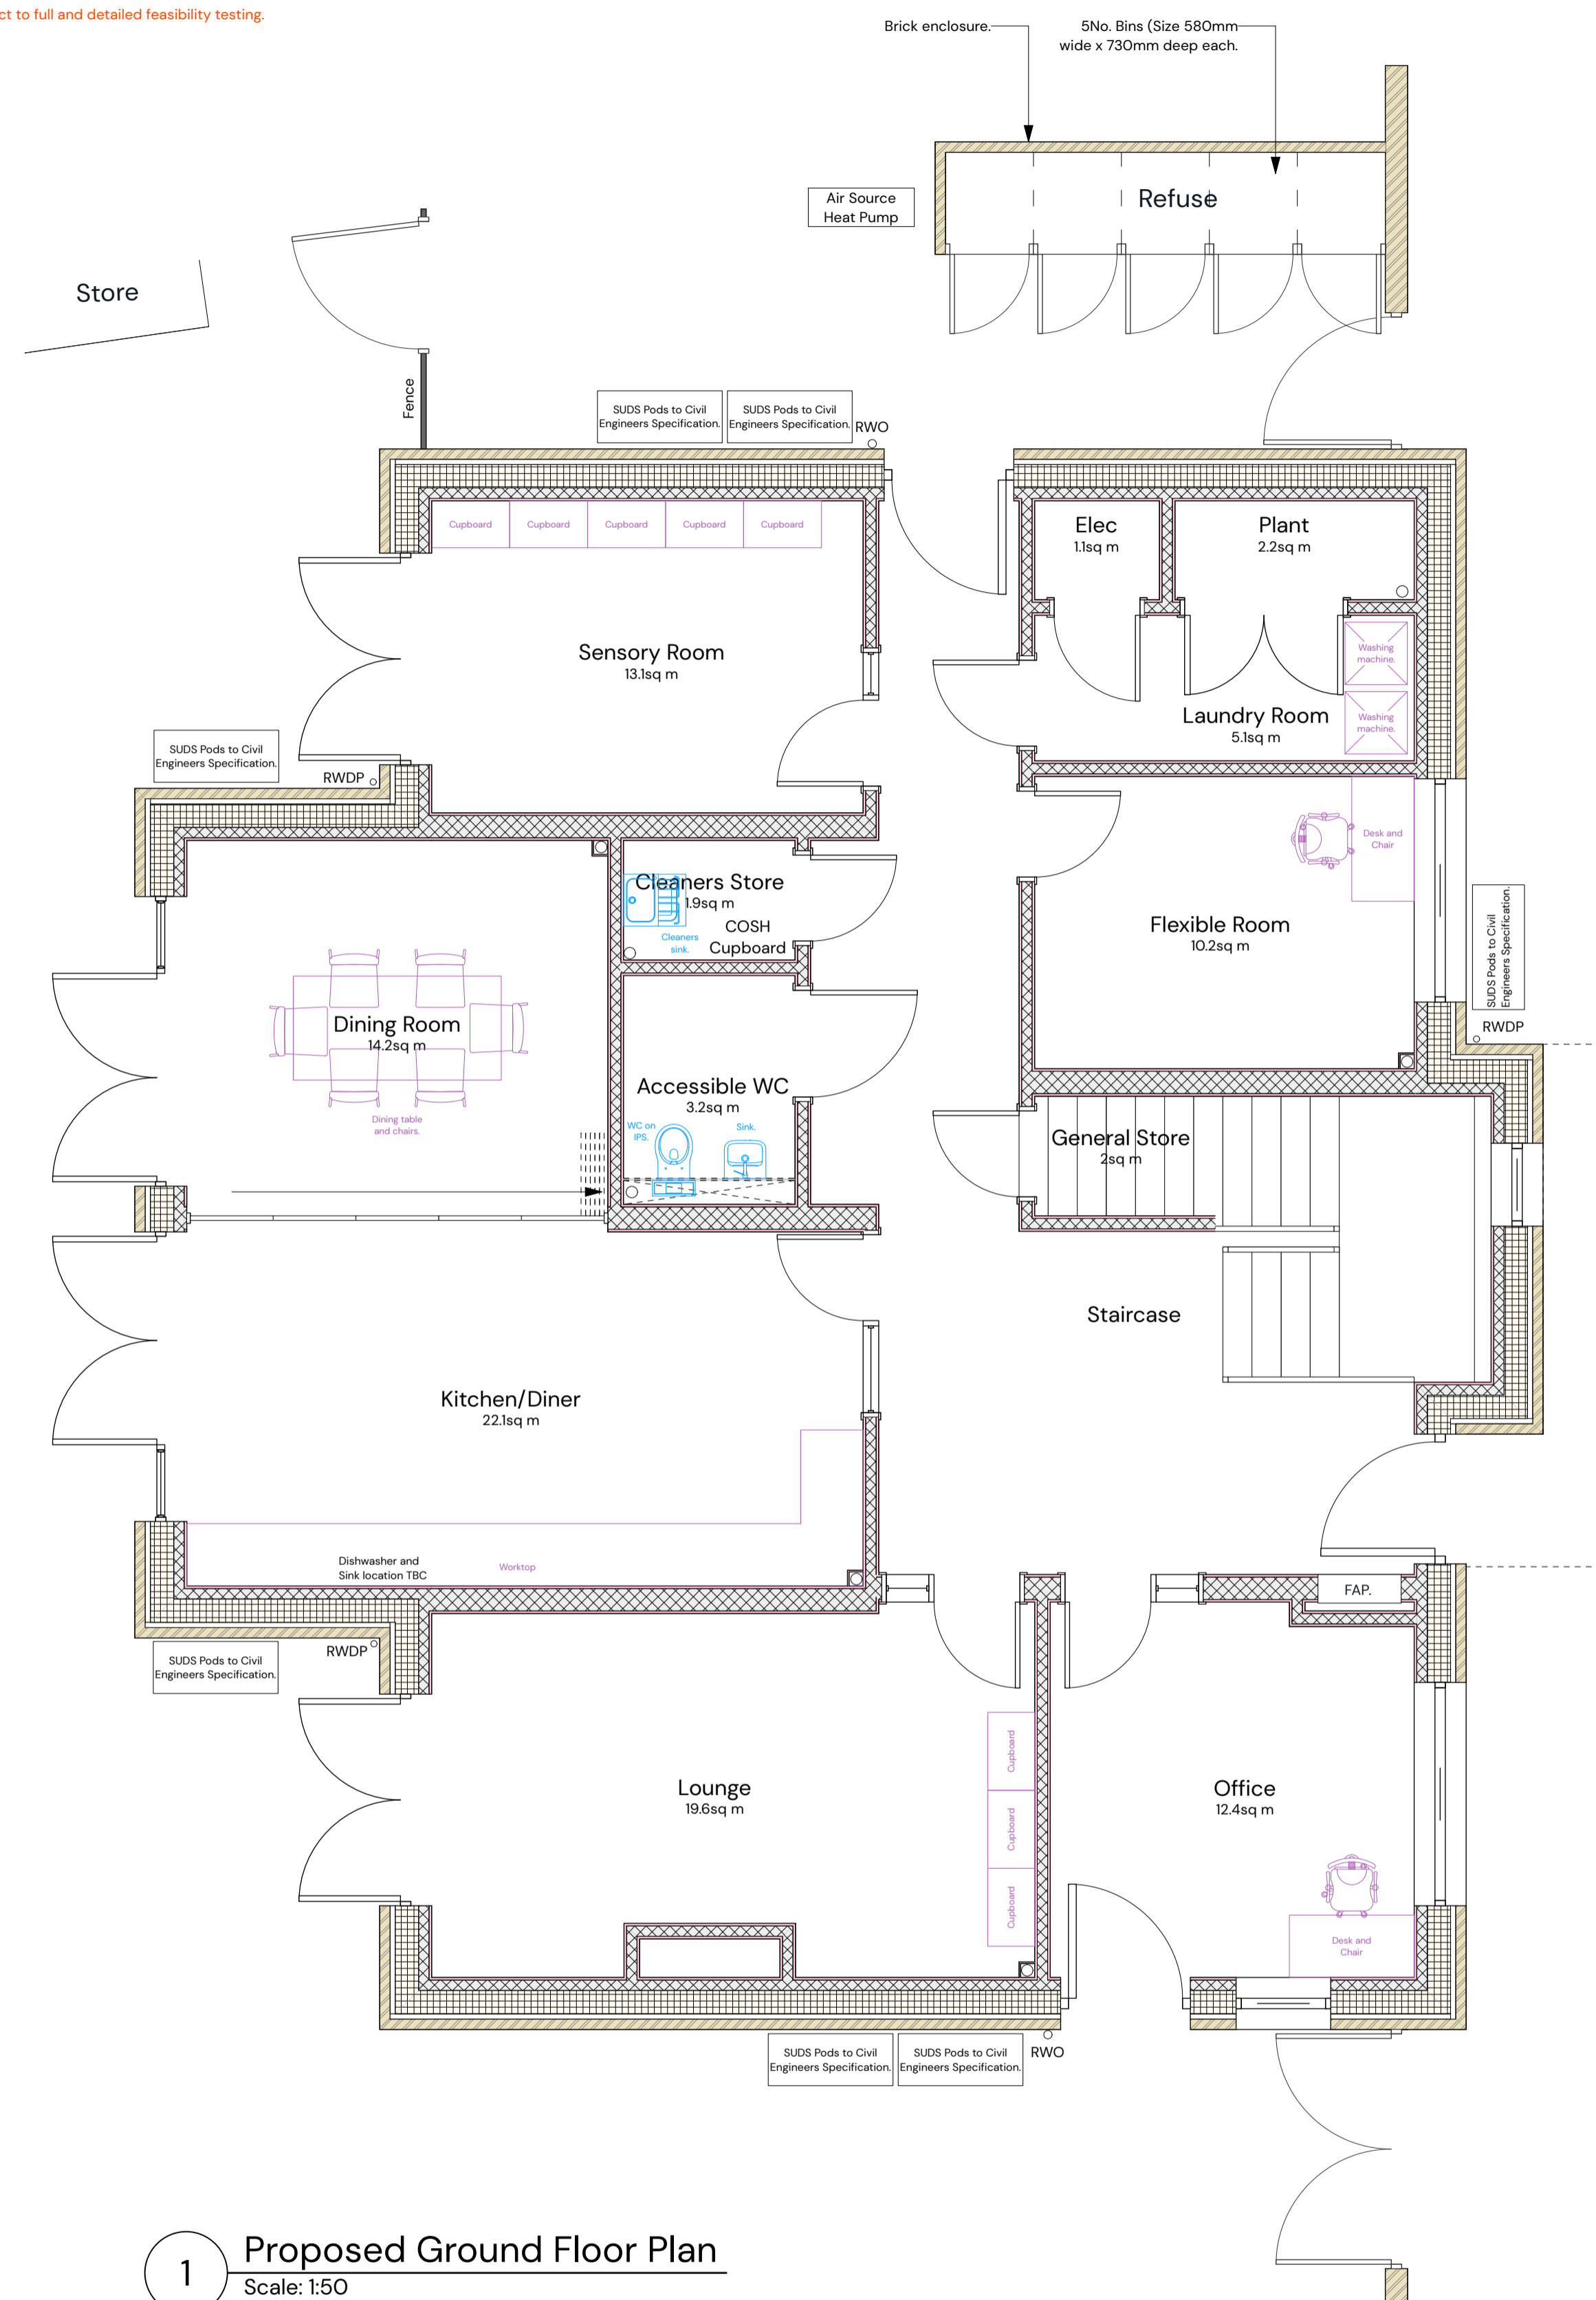 ct to full and detailed feasibility testing.
Brick enclosure.
5No. Bins (Size 580mm
wide x 730mm deep each.
Air Source
Heat Pump
Refuse
Store
Fence
SUDS Pods to Civil
Engineers Specification.
SUDS Pods to Civil
Engineers Specification.
RWO
Cupboard
Cupboard
Cupboard
Cupboard
Cupboard
Elec
1.1sq m
Plant
2.2sq m
Sensory Room
13.1sq m
Washing
machine.
Washing
machine.
Laundry Room
5.1sq m
SUDS Pods to Civil
Engineers Specification.
RWDP
Desk and
Chair
Cleaners Store
1.9sq m
COSH
Cupboard
Cleaners
sink.
Flexible Room
10.2sq m
SUDS Pods to Civil
Engineers Specification.
RWDP
Dining Room
14.2sq m
Dining table
and chairs.
Accessible WC
3.2sq m
WC on
IPS.
Sink.
General Store
2sq m
Staircase
Kitchen/Diner
22.1sq m
Dishwasher and
Sink location TBC
Worktop
FAP.
SUDS Pods to Civil
Engineers Specification.
RWDP
Cupboard
Cupboard
Cupboard
Lounge
19.6sq m
Office
12.4sq m
Desk and
Chair
SUDS Pods to Civil
Engineers Specification.
SUDS Pods to Civil
Engineers Specification.
RWO
1
Proposed Ground Floor Plan
Scale: 1:50